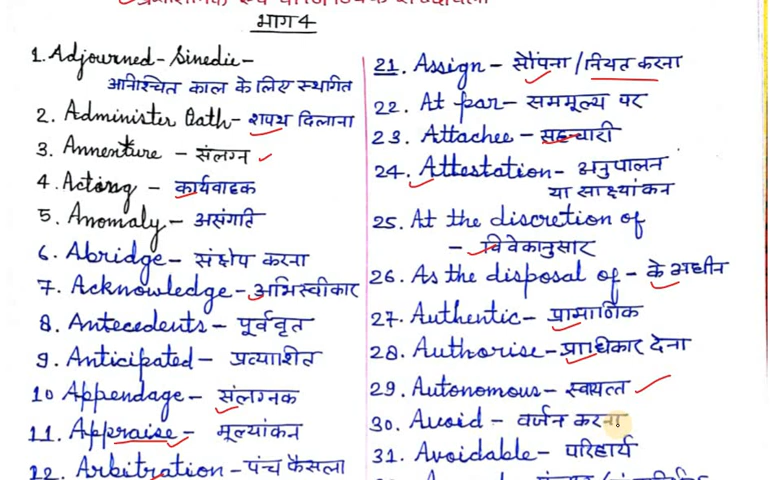 भाग 4
1. Adjourned - Sinedie -
अनिश्चित काल के लिए स्थगित
2. Administer Oath - शपथ दिलाना
3. Annenture - संलग्न
4. Acting - कार्यवाहक
5. Anomaly - असंगति
6. Abridge - संक्षेप करना
7. Acknowledge - अभिस्वीकार
8. Antecedents - पूर्ववृत
9. Anticipated - प्रत्याशित
10 Appendage - संलग्नक
11. Appraise - मूल्यांकन
12. Arbitration - पंच फैसला
21. Assign - सौंपना / नियत करना
22. At par - सममूल्य पर
23. Attachee - सहचारी
24. Attestation - अनुपालन
या साक्ष्यांकन
25. At the discretion of
- विवेकानुसार
26. As the disposal of - के अधीन
27. Authentic - प्रामाणिक
28. Authorise - प्राधिकार देना
29. Autonomous - स्वायत्त
30. Avoid - वर्जन करना
31. Avoidable - परिहार्य